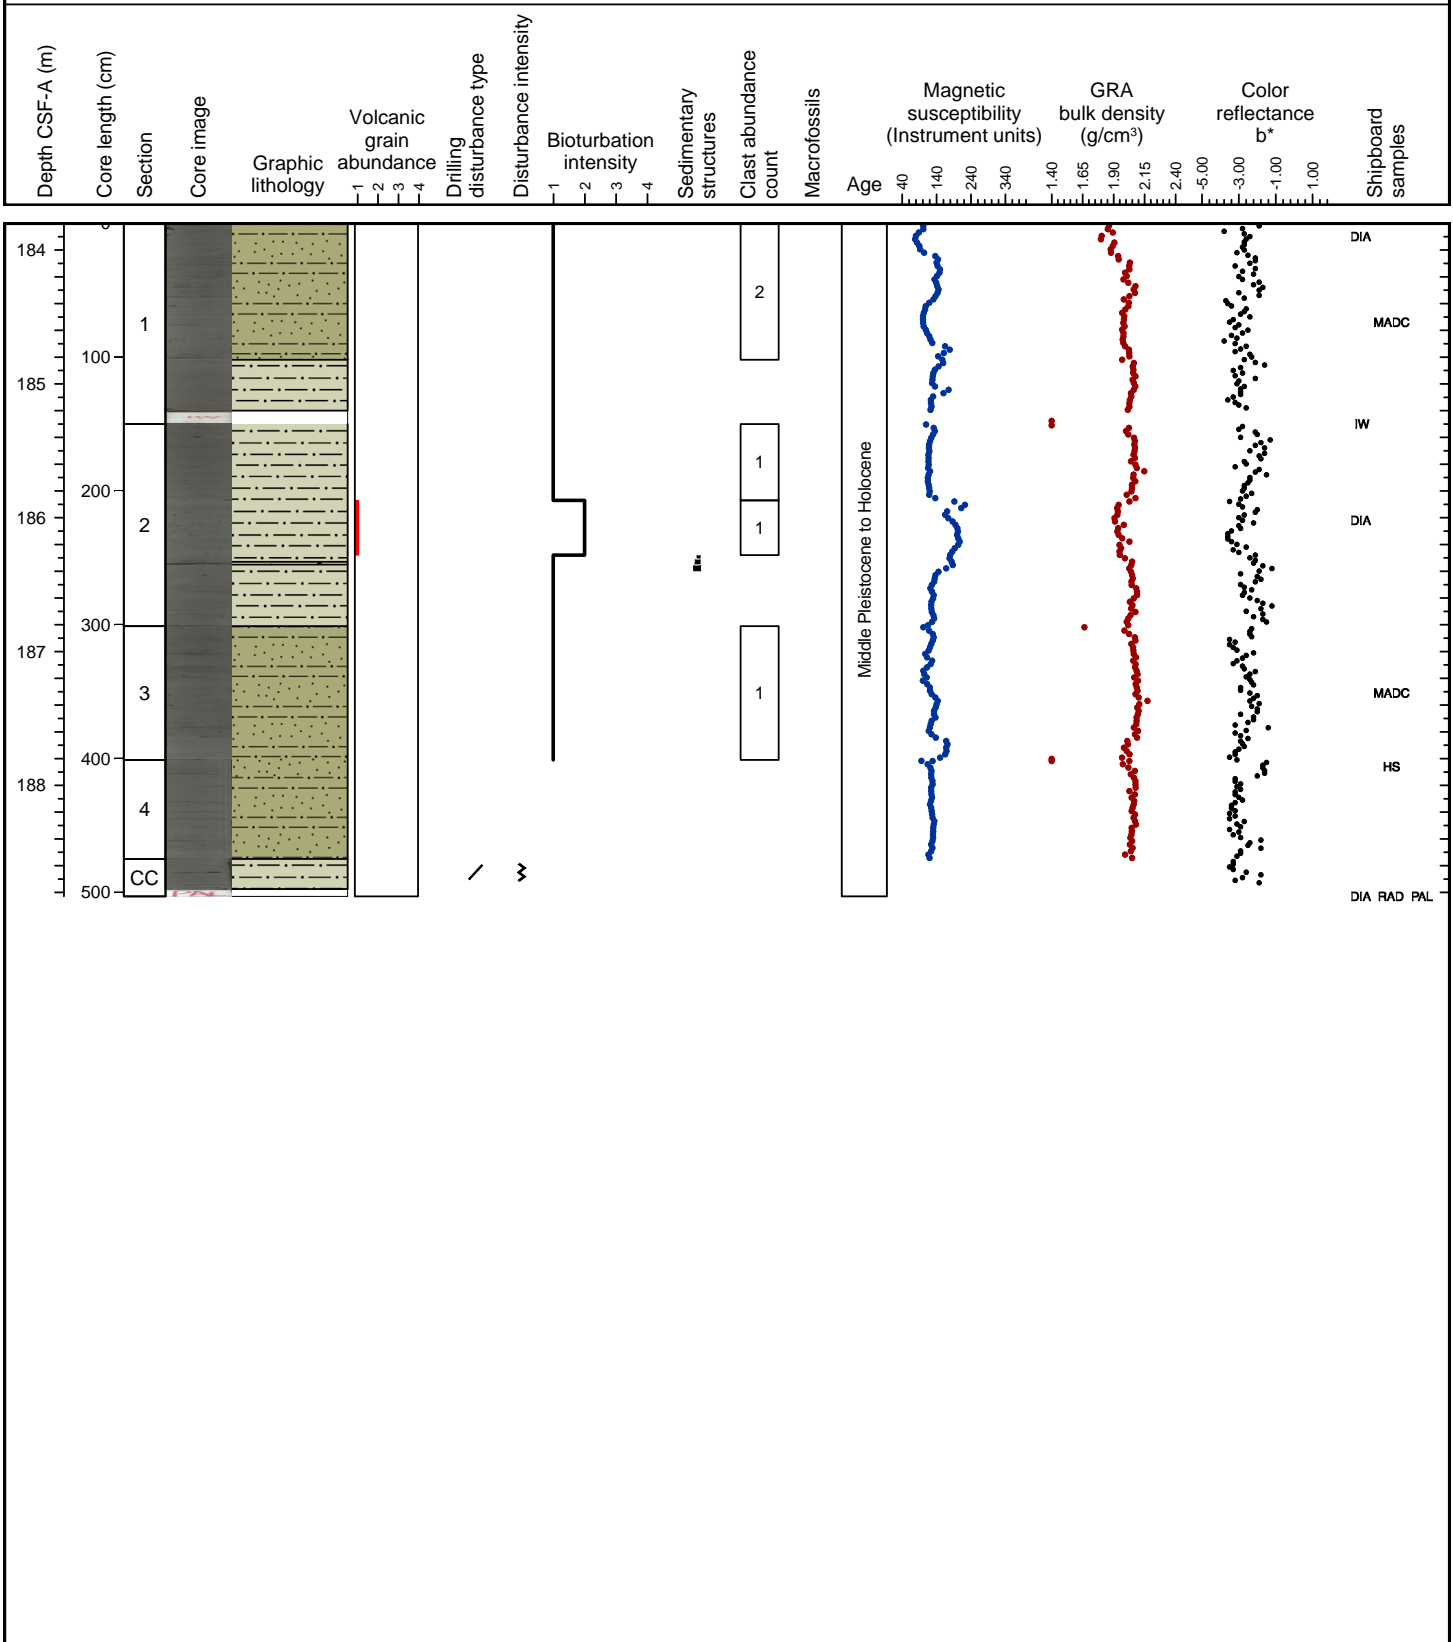 Depth CSF-A (m)
Core length (cm)
Section
Core image
Graphic
lithology
Volcanic
grain
abundance
1 2 3 4
Drilling
disturbance type
Disturbance intensity
Bioturbation
intensity
1 2 3 4
Sedimentary
structures
Clast abundance
count
Macrofossils
Age
Magnetic
susceptibility
(Instrument units)
40 140 240 340
GRA
bulk density
(g/cm³)
1.40 1.65 1.90 2.15 2.40
Color
reflectance
b*
-5.00 -3.00 -1.00 1.00
Shipboard
samples
0
184
DIA
2
1
MADC
100
185
IW
1
200
186
2
1
DIA
Middle Pleistocene to Holocene
300
187
3
1
MADC
400
HS
188
4
CC
PAL
500
DIA RAD PAL